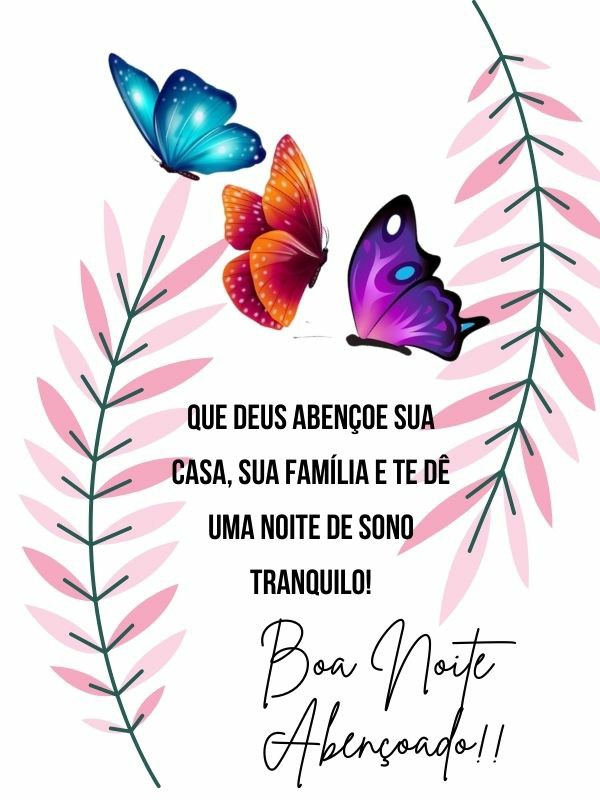 QUE DEUS ABENÇOE SUA
CASA, SUA FAMÍLIA E TE DÊ
UMA NOITE DE SONO
TRANQUILO!
Boa Noite
Abençoado!!